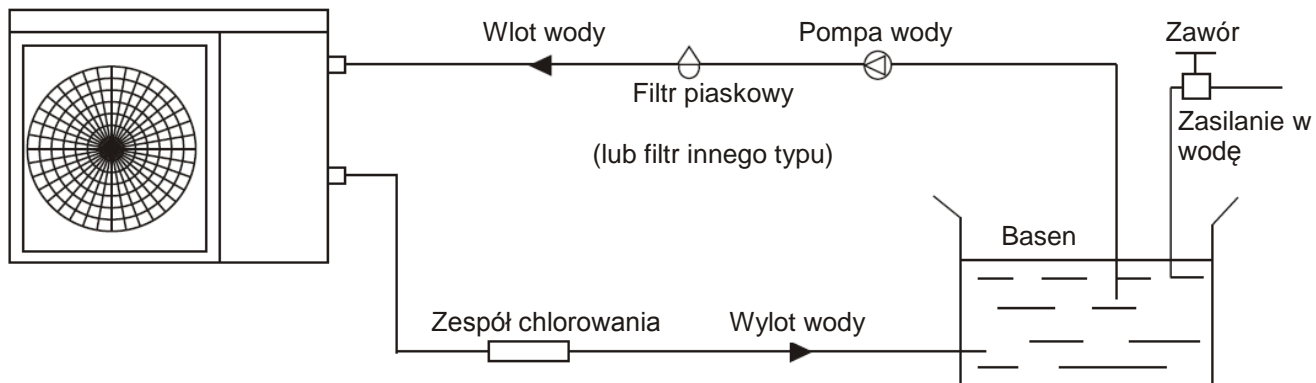 Wlot wody
Pompa wody
Zawór
Filtr piaskowy
Zasilanie w
wodę
(lub filtr innego typu)
Basen
Zespół chlorowania
Wylot wody